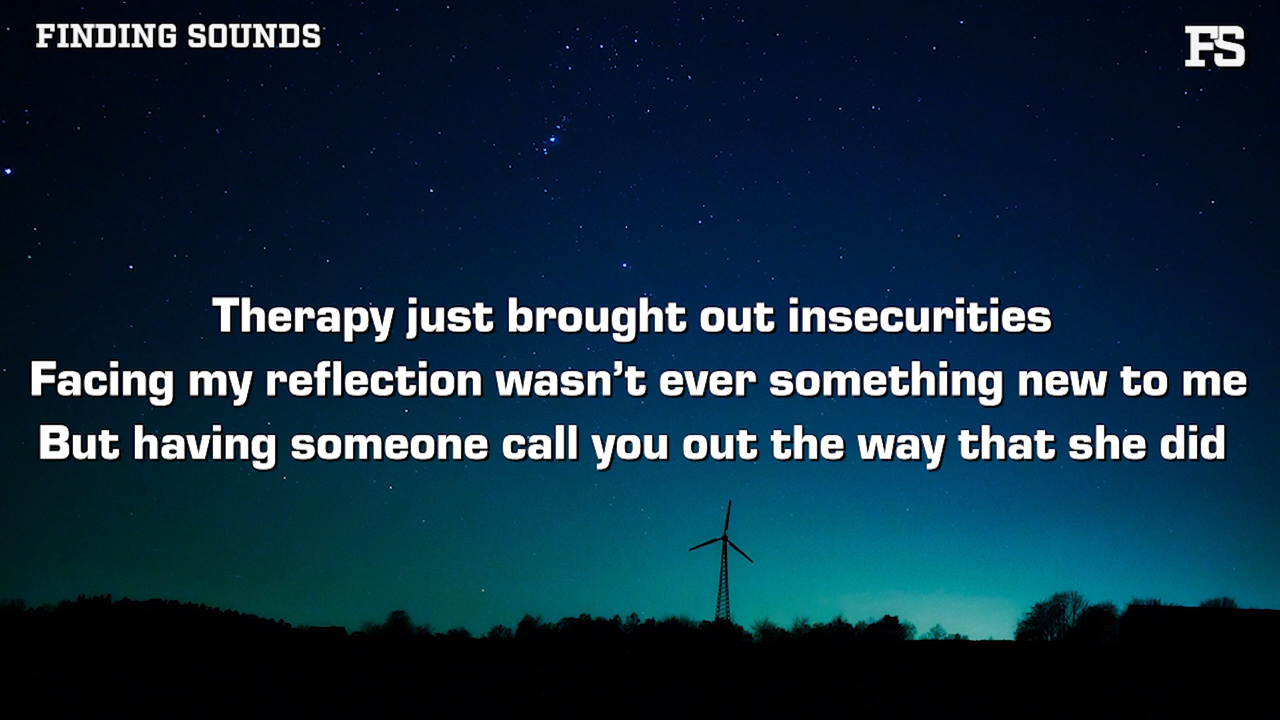 FINDING SOUNDS
FS
Therapy just brought out insecurities
Facing my reflection wasn’t ever something new to me
But having someone call you out the way that she did